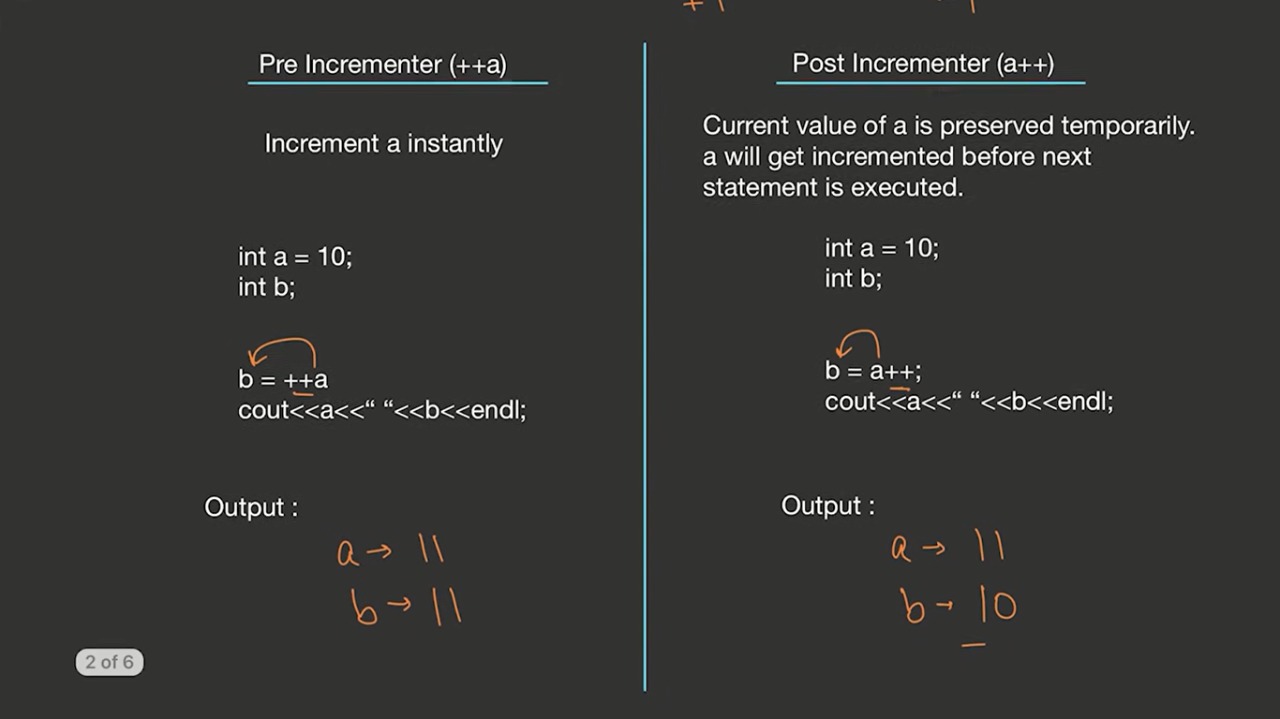 Pre Incrementer (++a)
Increment a instantly
int a = 10;
int b;
b = ++a
cout<<a<<“ “<<b<<endl;
Output :
a → 11
b → 11
2 of 6
Post Incrementer (a++)
Current value of a is preserved temporarily.
a will get incremented before next
statement is executed.
int a = 10;
int b;
b = a++;
cout<<a<<“ “<<b<<endl;
Output :
a → 11
b → 10